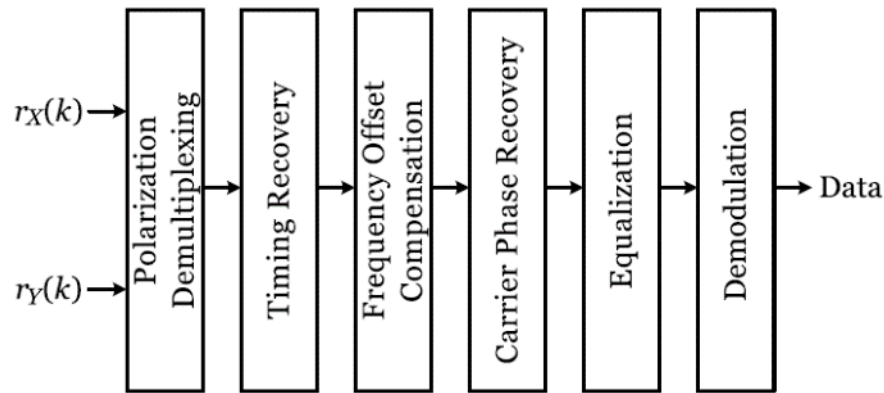 r_X(k)
r_Y(k)
Polarization
Demultiplexing
Timing Recovery
Frequency Offset
Compensation
Carrier Phase Recovery
Equalization
Demodulation
Data